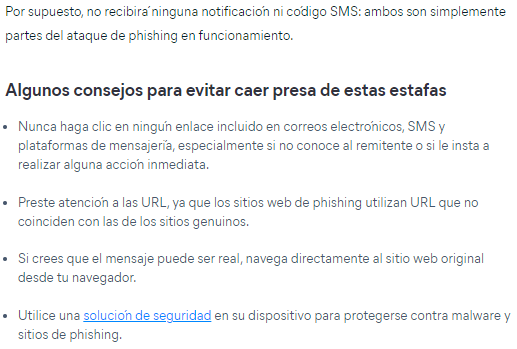 Por supuesto, no recibirá ninguna notificación ni código SMS: ambos son simplemente
partes del ataque de phishing en funcionamiento.
Algunos consejos para evitar caer presa de estas estafas
• Nunca haga clic en ningún enlace incluido en correos electrónicos, SMS y
plataformas de mensajería, especialmente si no conoce al remitente o si le insta a
realizar alguna acción inmediata.
• Preste atención a las URL, ya que los sitios web de phishing utilizan URL que no
coinciden con las de los sitios genuinos.
• Si crees que el mensaje puede ser real, navega directamente al sitio web original
desde tu navegador.
• Utilice una solución de seguridad en su dispositivo para protegerse contra malware y
sitios de phishing.